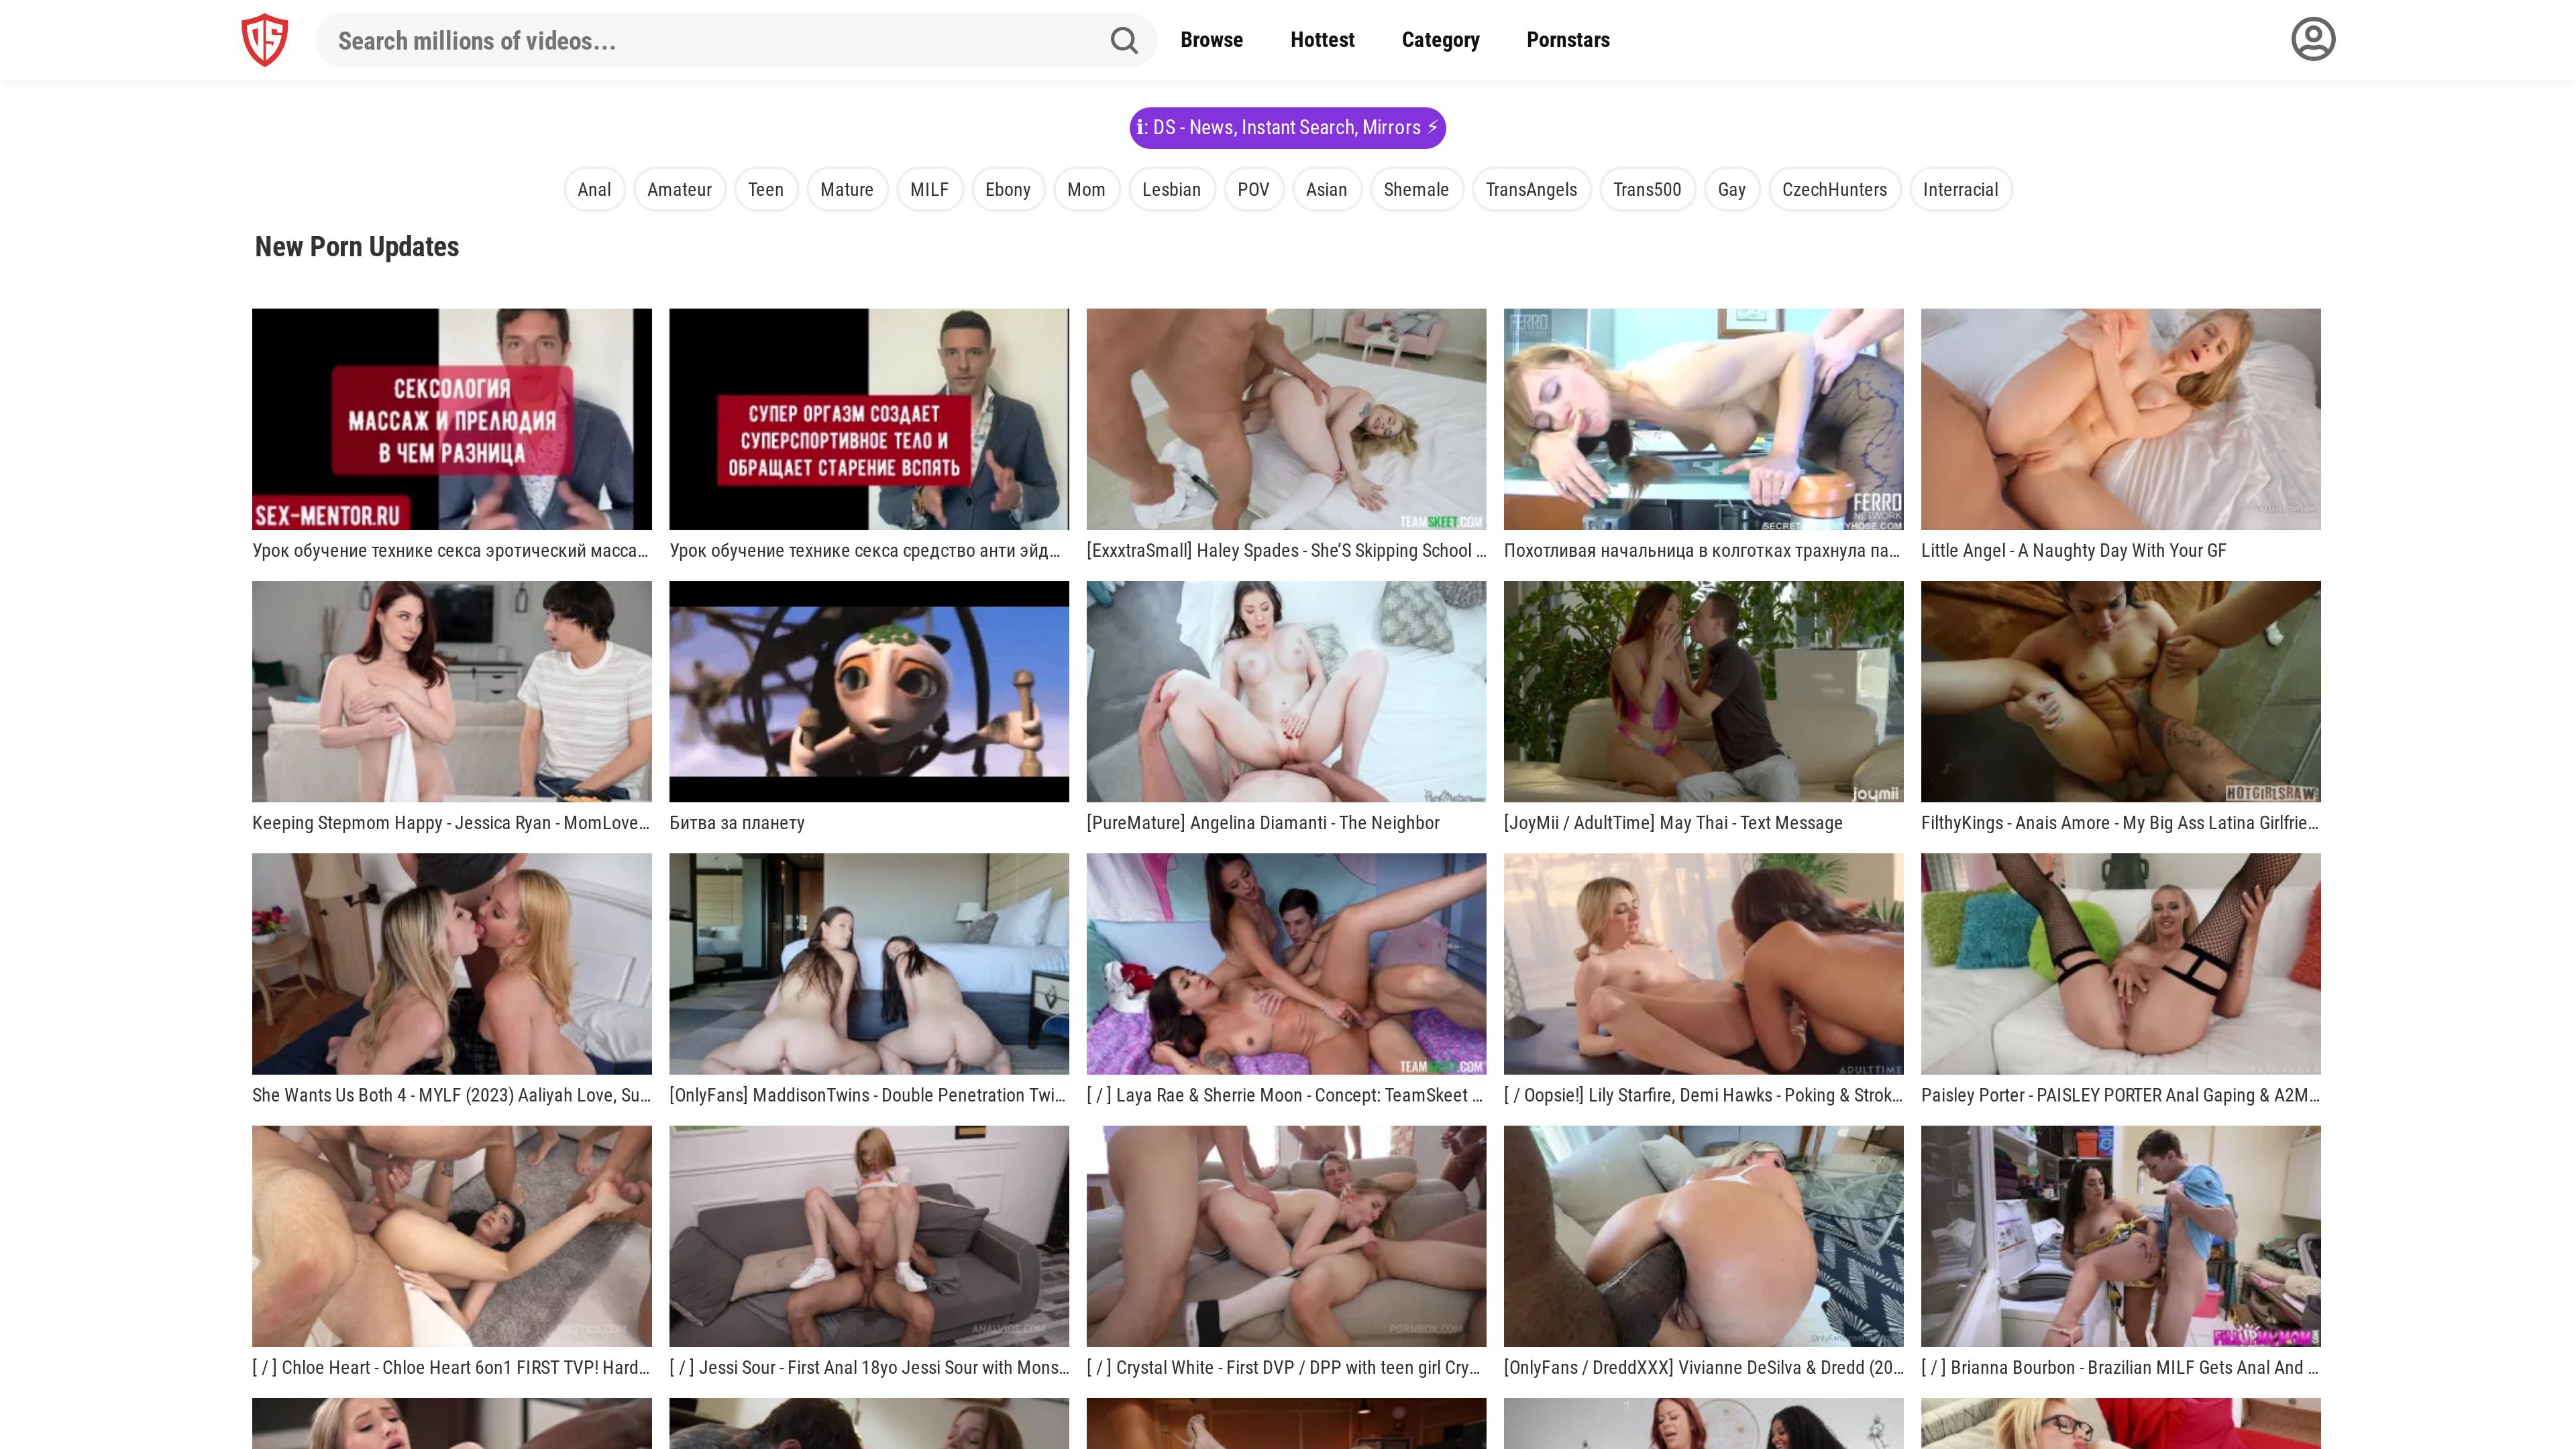 DS
Search millions of videos...
Browse
Hottest
Category
Pornstars
ℹ: DS - News, Instant Search, Mirrors ⚡
Anal
Amateur
Teen
Mature
MILF
Ebony
Mom
Lesbian
POV
Asian
Shemale
TransAngels
Trans500
Gay
CzechHunters
Interracial
New Porn Updates
СЕКСОЛОГИЯ
МАССАЖ И ПРЕЛЮДИЯ
В ЧЕМ РАЗНИЦА
SEX-MENTOR.RU
СУПЕР ОРГАЗМ СОЗДАЕТ
СУПЕРСПОРТИВНОЕ ТЕЛО И
ОБРАЩАЕТ СТАРЕНИЕ ВСПЯТЬ
TEAMSKEET.COM
FERRO
FERRO
NETWORK
Урок обучение технике секса эротический масса...
Урок обучение технике секса средство анти эйд...
[ExxxtraSmall] Haley Spades - She’S Skipping School ...
Похотливая начальница в колготках трахнула па...
Little Angel - A Naughty Day With Your GF
joymii
HOTGIRLSRAW
Keeping Stepmom Happy - Jessica Ryan - MomLove...
Битва за планету
[PureMature] Angelina Diamanti - The Neighbor
[JoyMii / AdultTime] May Thai - Text Message
FilthyKings - Anais Amore - My Big Ass Latina Girlfrie...
TEAMSKEET.COM
ADULTTIME
She Wants Us Both 4 - MYLF (2023) Aaliyah Love, Su...
[OnlyFans] MaddisonTwins - Double Penetration Twi...
[ / ] Laya Rae & Sherrie Moon - Concept: TeamSkeet ...
[ / Oopsie!] Lily Starfire, Demi Hawks - Poking & Strok...
Paisley Porter - PAISLEY PORTER Anal Gaping & A2M...
ANALVIDS.COM
PORNBOX.COM
[ / ] Chloe Heart - Chloe Heart 6on1 FIRST TVP! Hard...
[ / ] Jessi Sour - First Anal 18yo Jessi Sour with Mons...
[ / ] Crystal White - First DVP / DPP with teen girl Cry...
[OnlyFans / DreddXXX] Vivianne DeSilva & Dredd (20...
[ / ] Brianna Bourbon - Brazilian MILF Gets Anal And ...